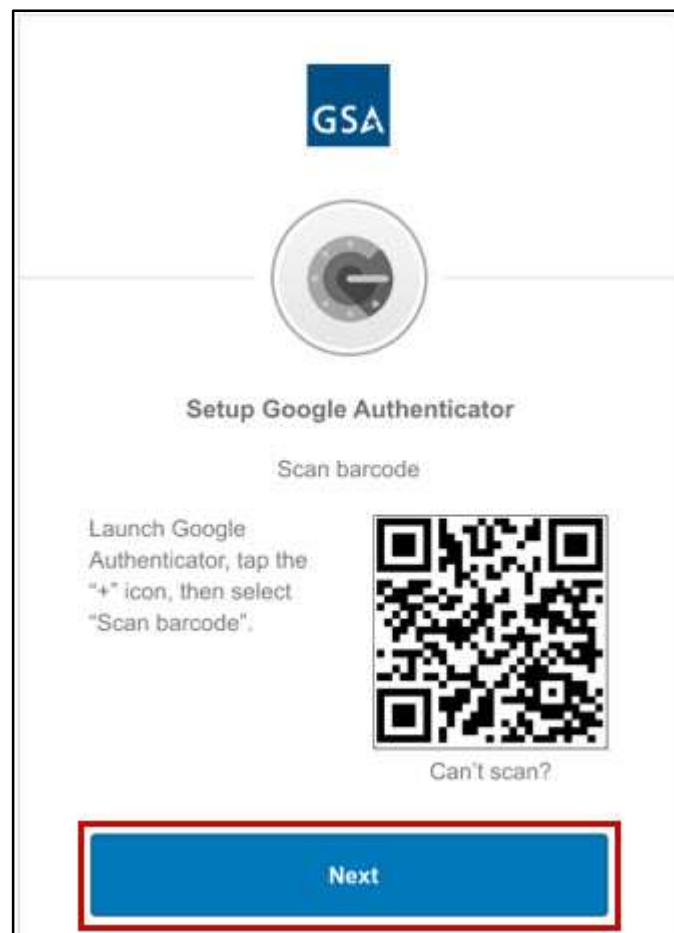 GSA
Setup Google Authenticator
Scan barcode
Launch Google
Authenticator, tap the
“+” icon, then select
“Scan barcode”.
Can't scan?
Next